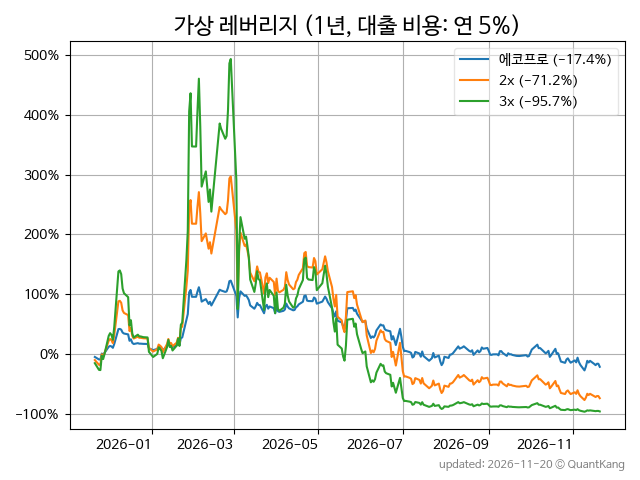 가상 레버리지 (1년, 대출 비용: 연 5%)
에코프로 (-17.4%)
2x (-71.2%)
3x (-95.7%)
500%
400%
300%
200%
100%
0%
-100%
2026-01
2026-03
2026-05
2026-07
2026-09
2026-11
updated: 2026-11-20 © QuantKang